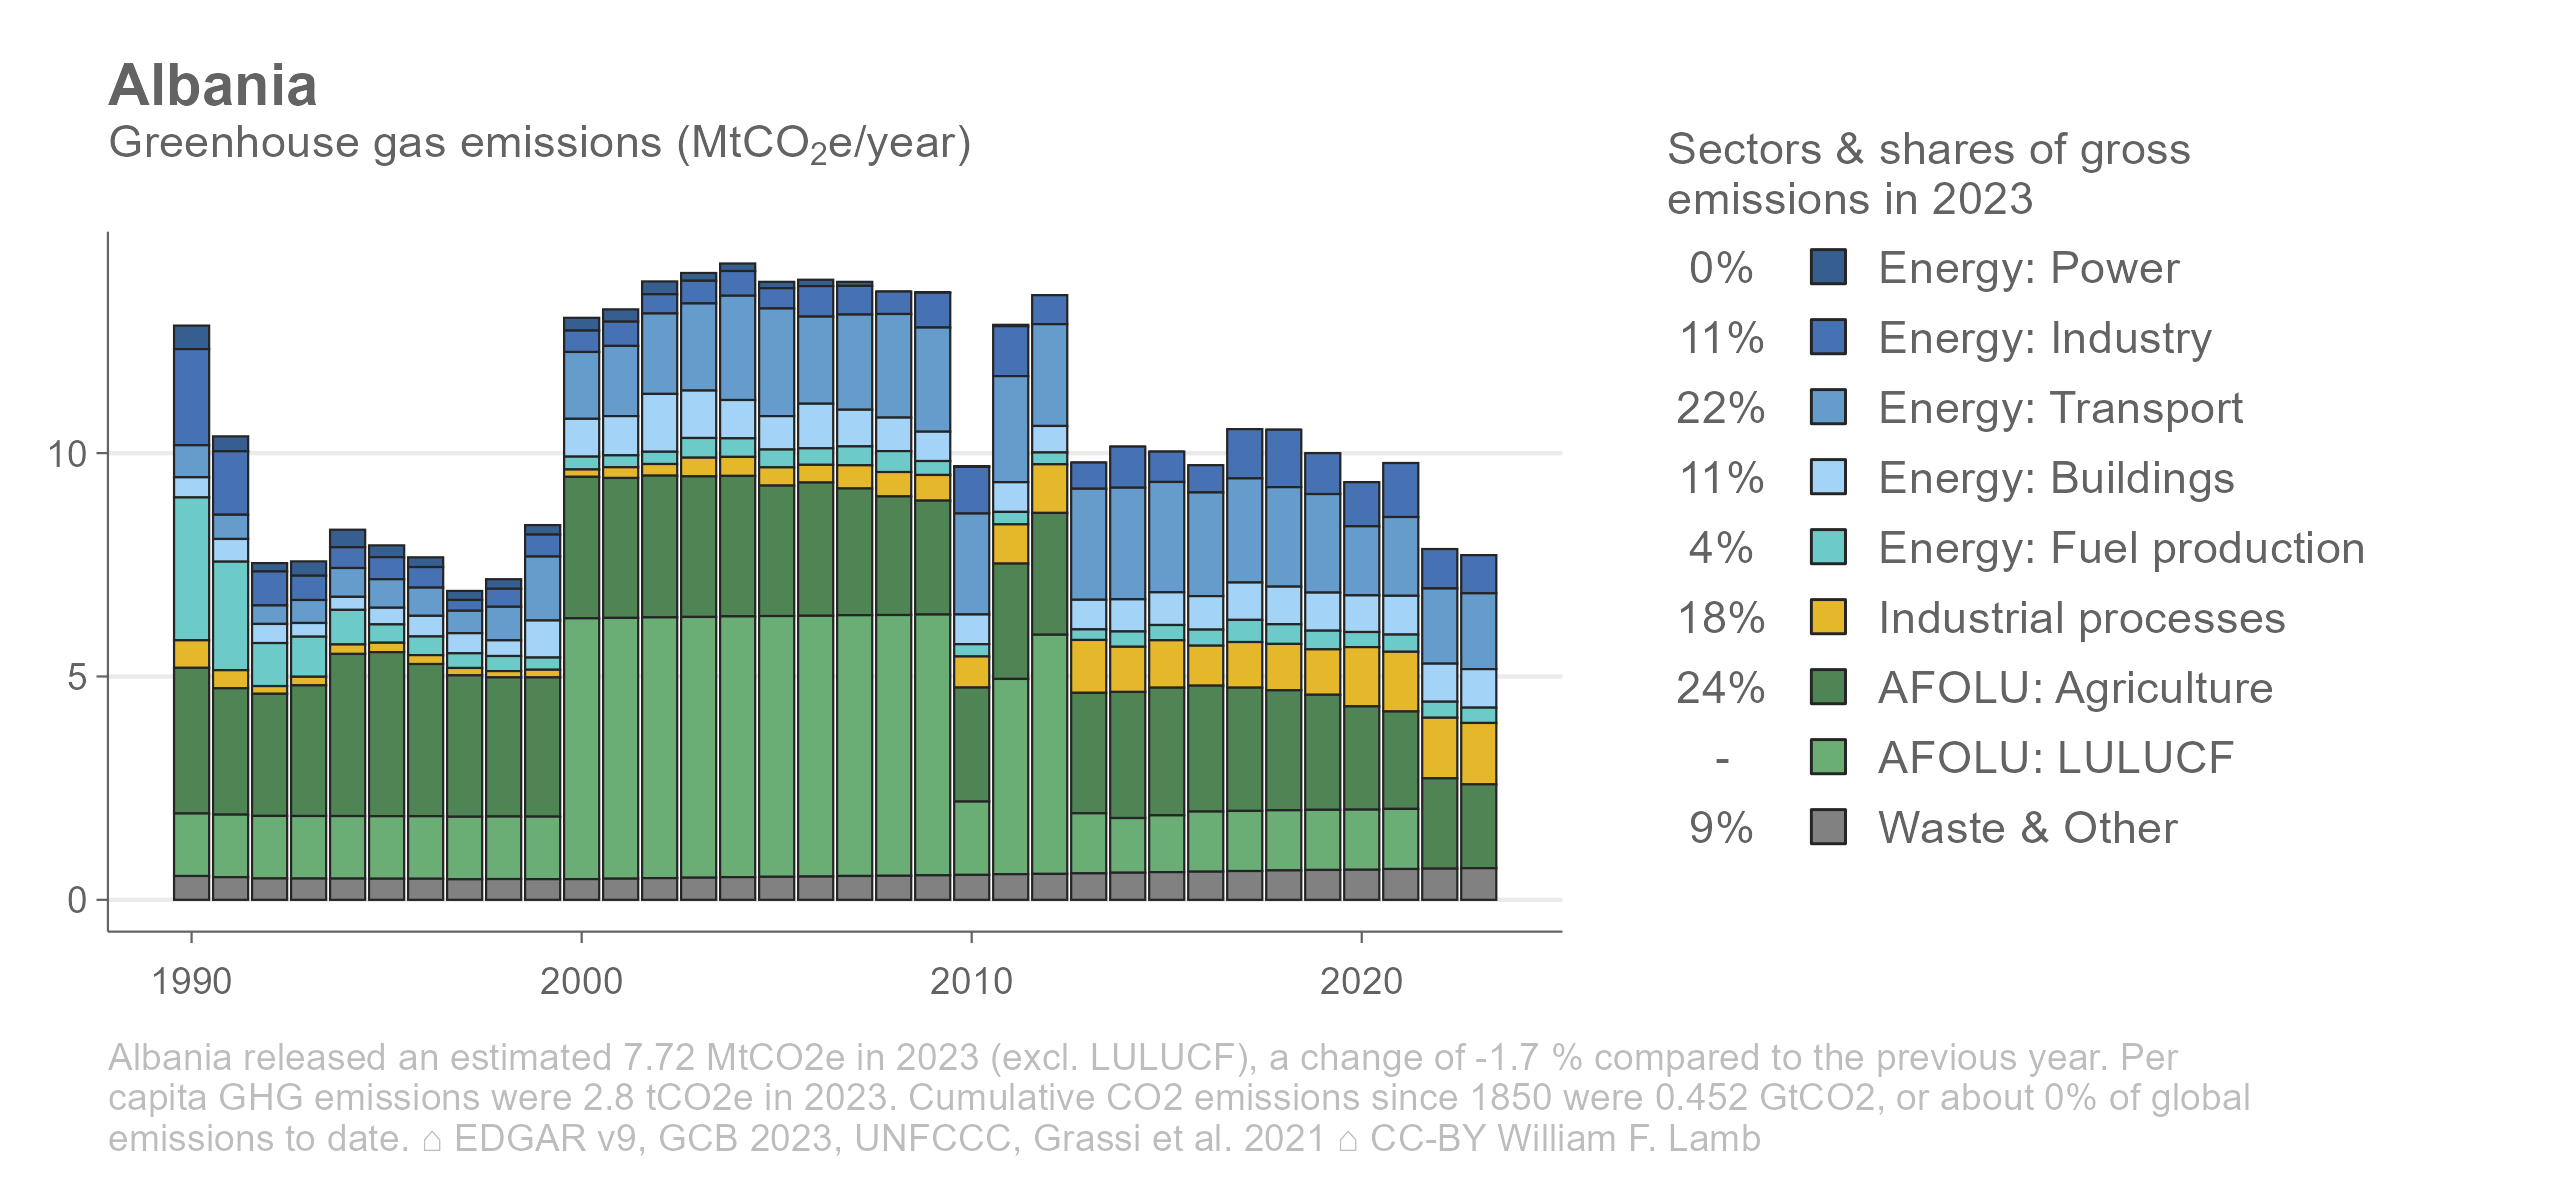 Albania
Greenhouse gas emissions (MtCO₂e/year)
Sectors & shares of gross
emissions in 2023
0% Energy: Power
11% Energy: Industry
22% Energy: Transport
11% Energy: Buildings
4% Energy: Fuel production
18% Industrial processes
24% AFOLU: Agriculture
- AFOLU: LULUCF
9% Waste & Other
10
5
0
1990 2000 2010 2020
Albania released an estimated 7.72 MtCO2e in 2023 (excl. LULUCF), a change of -1.7 % compared to the previous year. Per
capita GHG emissions were 2.8 tCO2e in 2023. Cumulative CO2 emissions since 1850 were 0.452 GtCO2, or about 0% of global
emissions to date. ⌂ EDGAR v9, GCB 2023, UNFCCC, Grassi et al. 2021 ⌂ CC-BY William F. Lamb